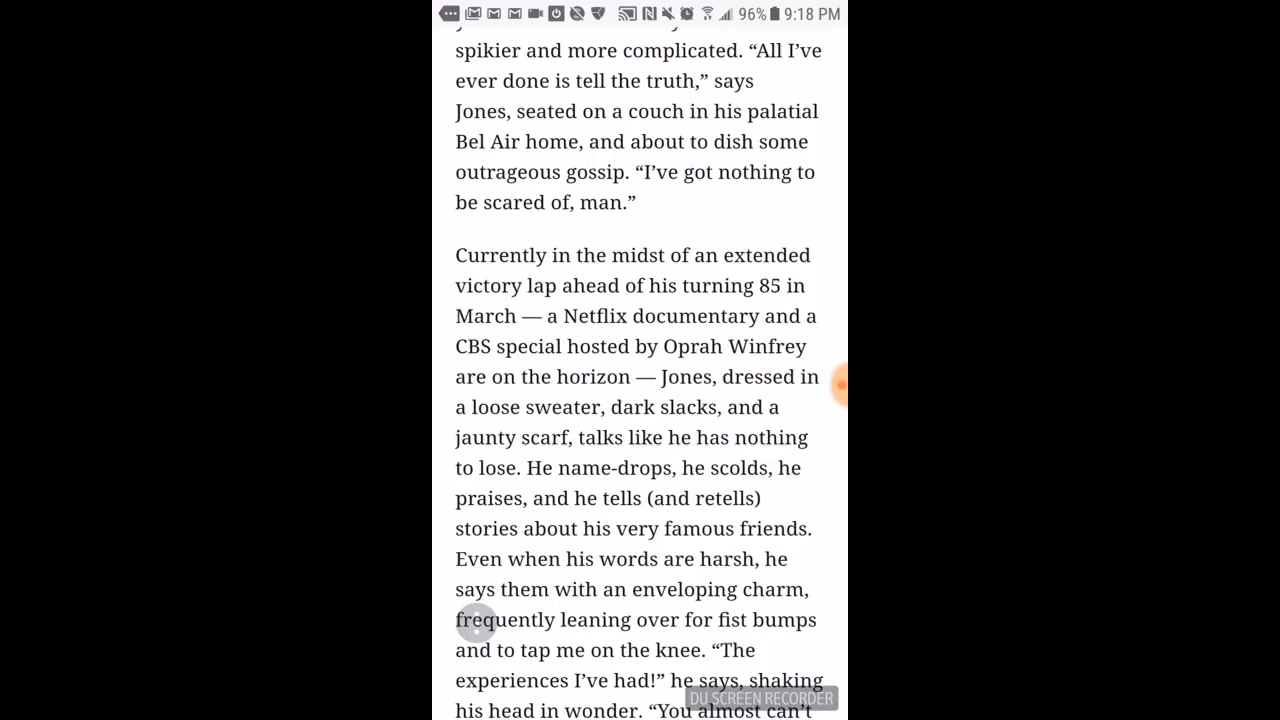 96% 9:18 PM
spikier and more complicated. “All I’ve
ever done is tell the truth,” says
Jones, seated on a couch in his palatial
Bel Air home, and about to dish some
outrageous gossip. “I’ve got nothing to
be scared of, man.”
Currently in the midst of an extended
victory lap ahead of his turning 85 in
March — a Netflix documentary and a
CBS special hosted by Oprah Winfrey
are on the horizon — Jones, dressed in
a loose sweater, dark slacks, and a
jaunty scarf, talks like he has nothing
to lose. He name-drops, he scolds, he
praises, and he tells (and retells)
stories about his very famous friends.
Even when his words are harsh, he
says them with an enveloping charm,
frequently leaning over for fist bumps
and to tap me on the knee. “The
experiences I’ve had!” he says, shaking
his head in wonder. “You almost can’t
DU SCREEN RECORDER